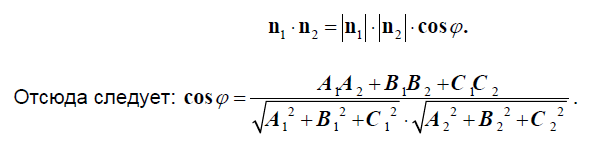 n₁ · n₂ = |n₁| · |n₂| · cos φ.
Отсюда следует: cos φ = (A₁A₂ + B₁B₂ + C₁C₂) / (√(A₁² + B₁² + C₁²) · √(A₂² + B₂² + C₂²)).